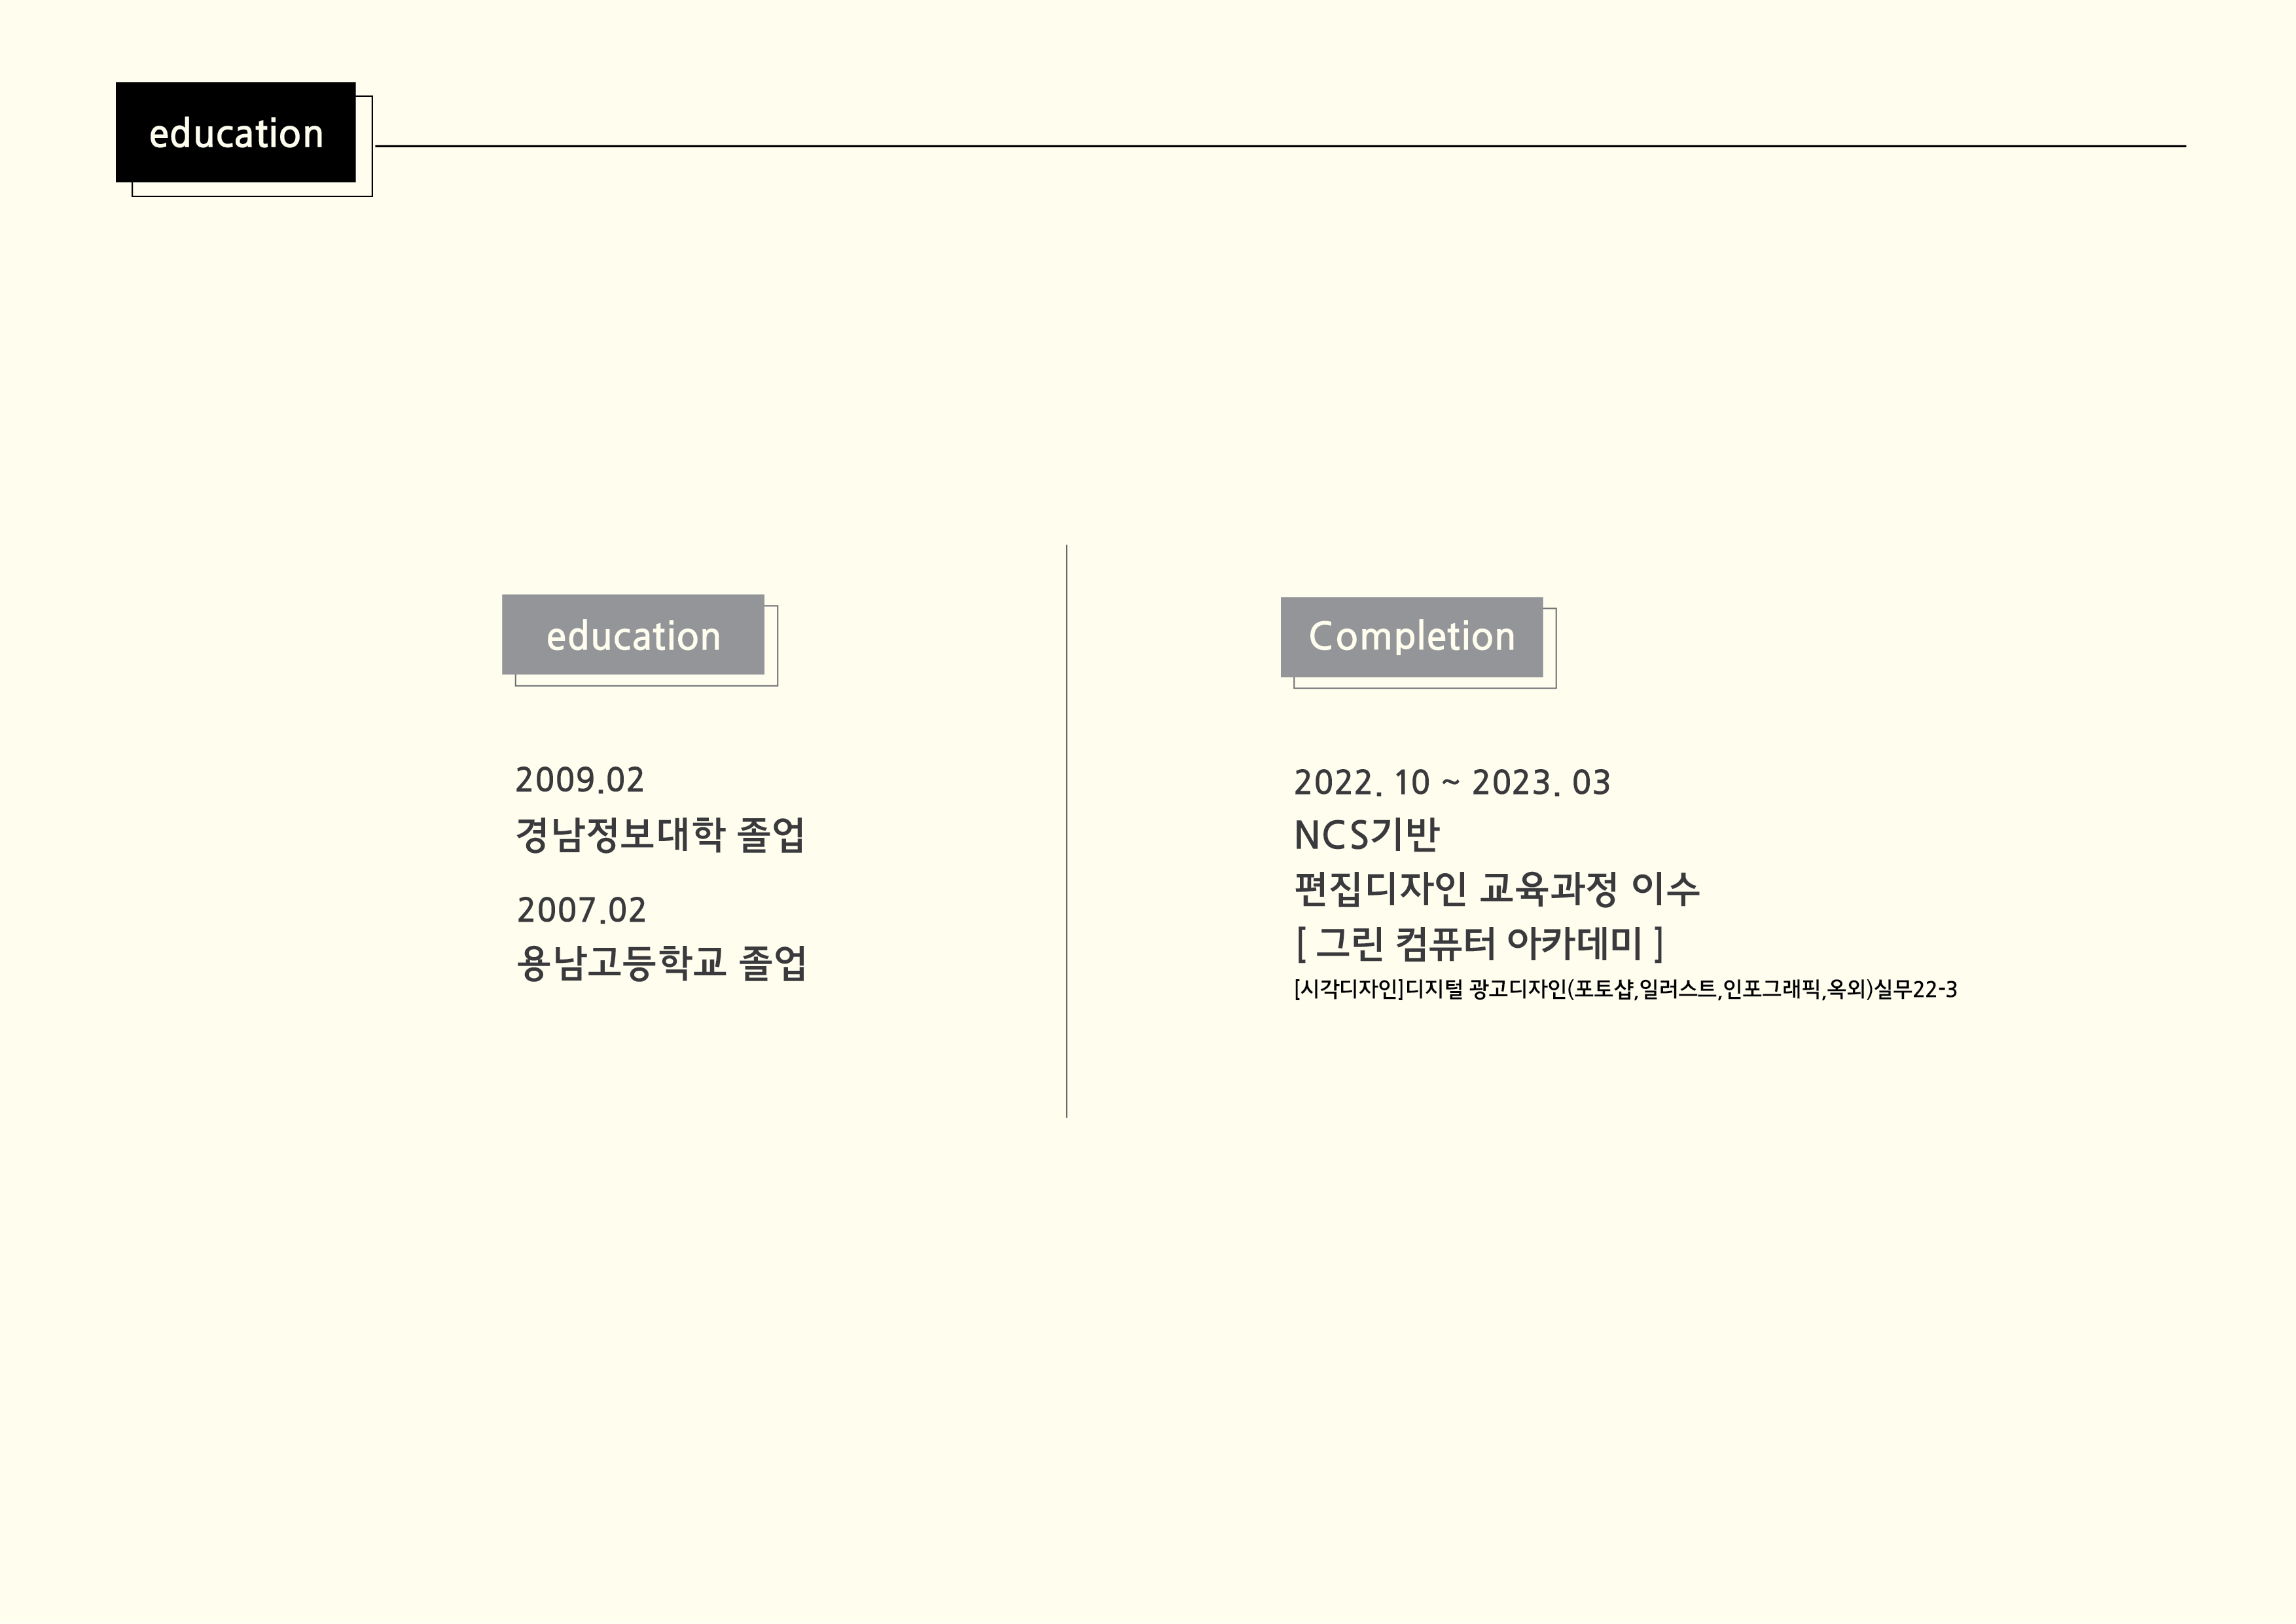 education
education
2009.02
경남정보대학 졸업
2007.02
용남고등학교 졸업
Completion
2022. 10 ~ 2023. 03
NCS기반
편집디자인 교육과정 이수
[ 그린 컴퓨터 아카데미 ]
[시각디자인]디지털 광고디자인(포토샵,일러스트,인포그래픽,옥외)실무22-3